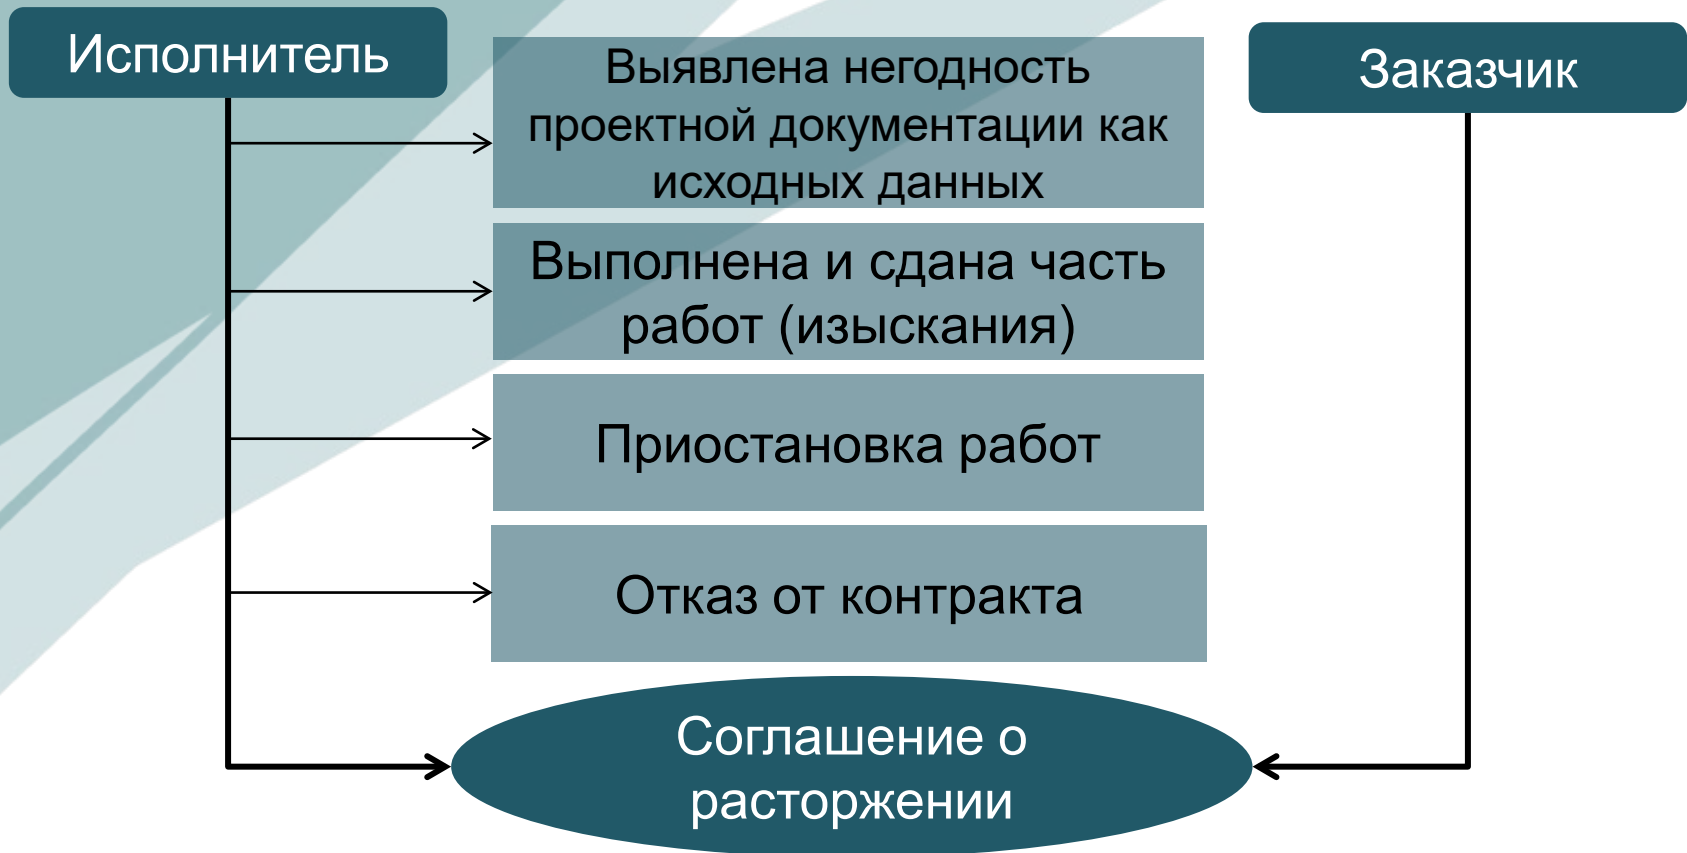 Исполнитель
Заказчик
Выявлена негодность
проектной документации как
исходных данных
Выполнена и сдана часть
работ (изыскания)
Приостановка работ
Отказ от контракта
Соглашение о
расторжении